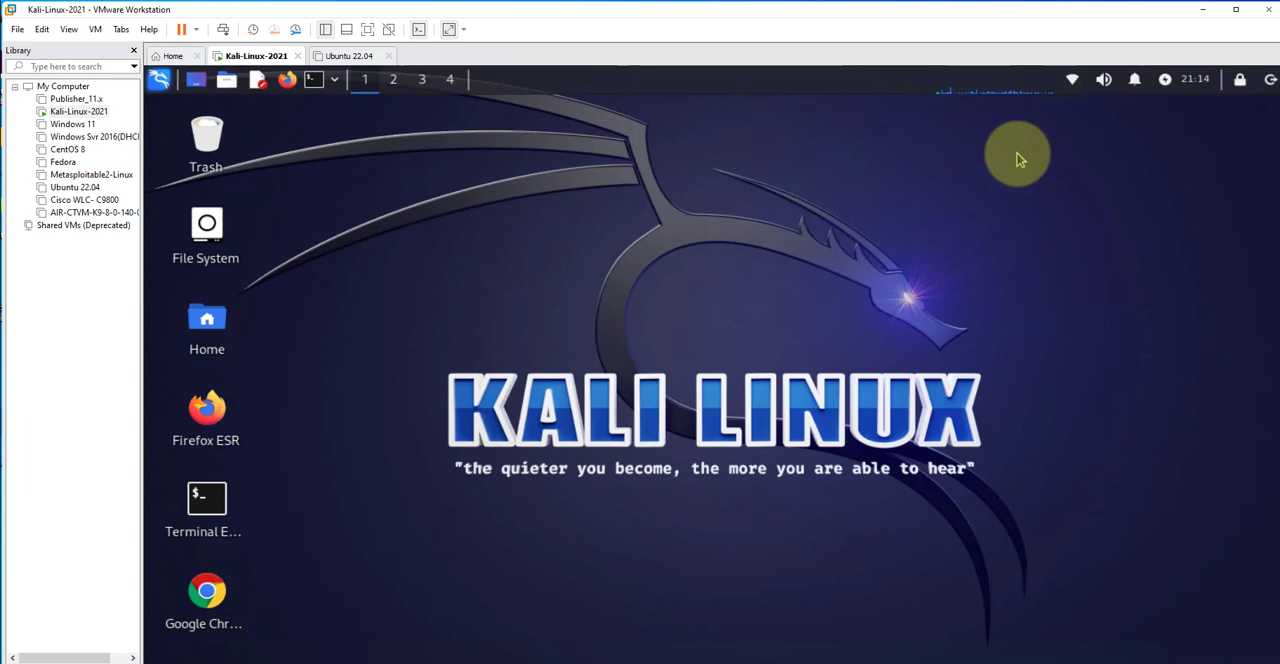 Kali-Linux-2021 - VMware Workstation
File Edit View VM Tabs Help
Library
Type here to search
My Computer
Publisher_11.x
Kali-Linux-2021
Windows 11
Windows Svr 2016(DHC
CentOS 8
Fedora
Metasploitable2-Linux
Ubuntu 22.04
Cisco WLC- C9800
AIR-CTVM-K9-8-0-140-0
Shared VMs (Deprecated)
Home Kali-Linux-2021 Ubuntu 22.04
1 2 3 4 21:14
Trash
File System
Home
Firefox ESR
$_
Terminal E...
Google Chr...
KALI LINUX
"the quieter you become, the more you are able to hear"